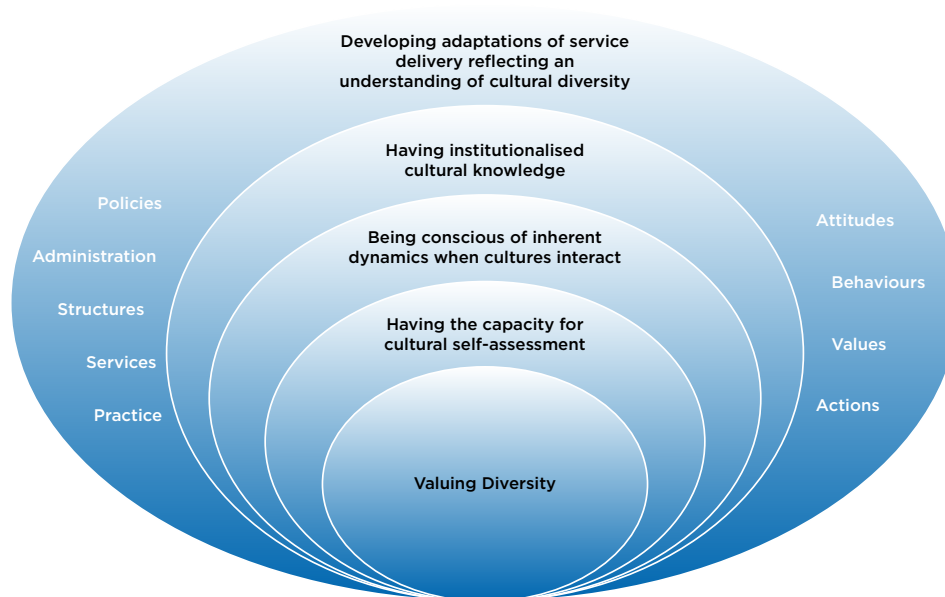 Developing adaptations of service
delivery reflecting an
understanding of cultural diversity
Having institutionalised
cultural knowledge
Being conscious of inherent
dynamics when cultures interact
Having the capacity for
cultural self-assessment
Valuing Diversity
Policies
Administration
Structures
Services
Practice
Attitudes
Behaviours
Values
Actions